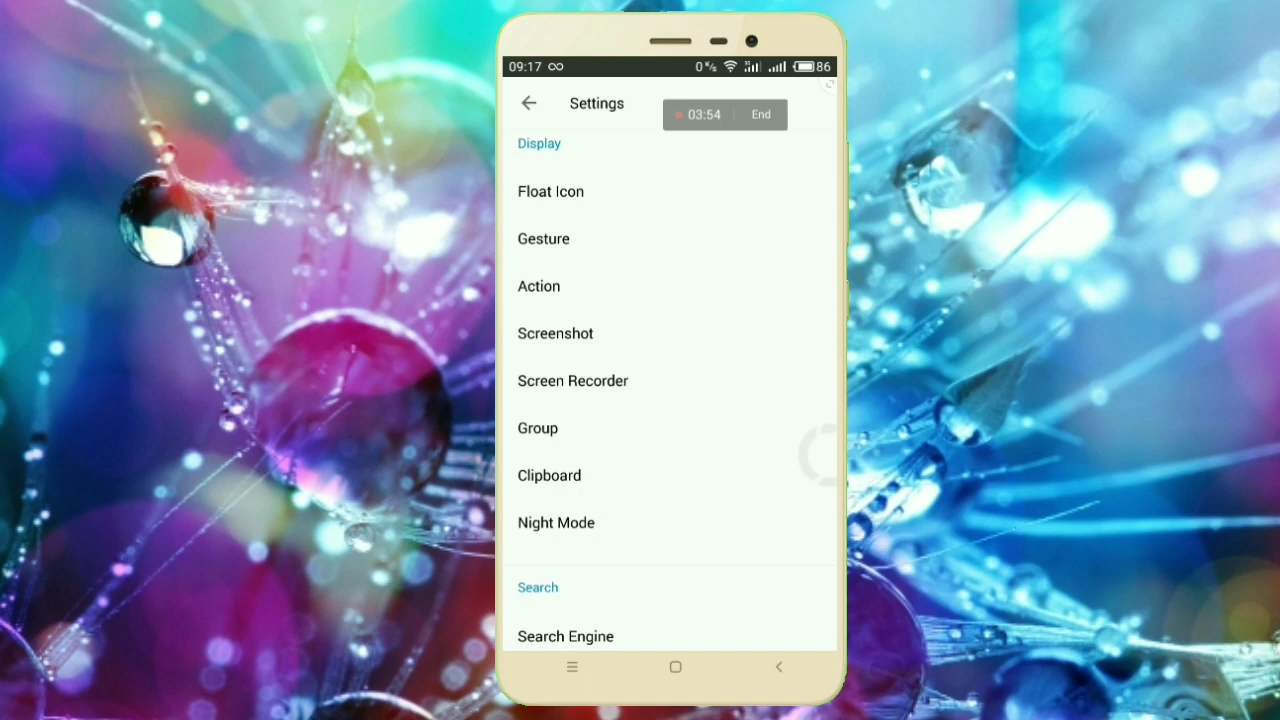 09:17 0 K/s 86
Settings
03:54 End
Display
Float Icon
Gesture
Action
Screenshot
Screen Recorder
Group
Clipboard
Night Mode
Search
Search Engine